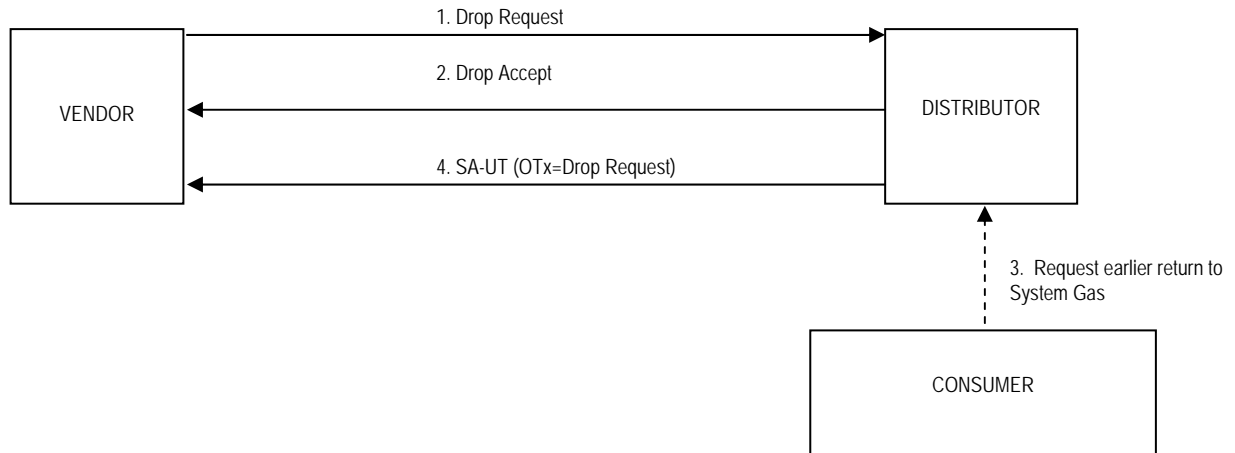 1. Drop Request
2. Drop Accept
VENDOR
DISTRIBUTOR
4. SA-UT (OTx=Drop Request)
3. Request earlier return to
System Gas
CONSUMER